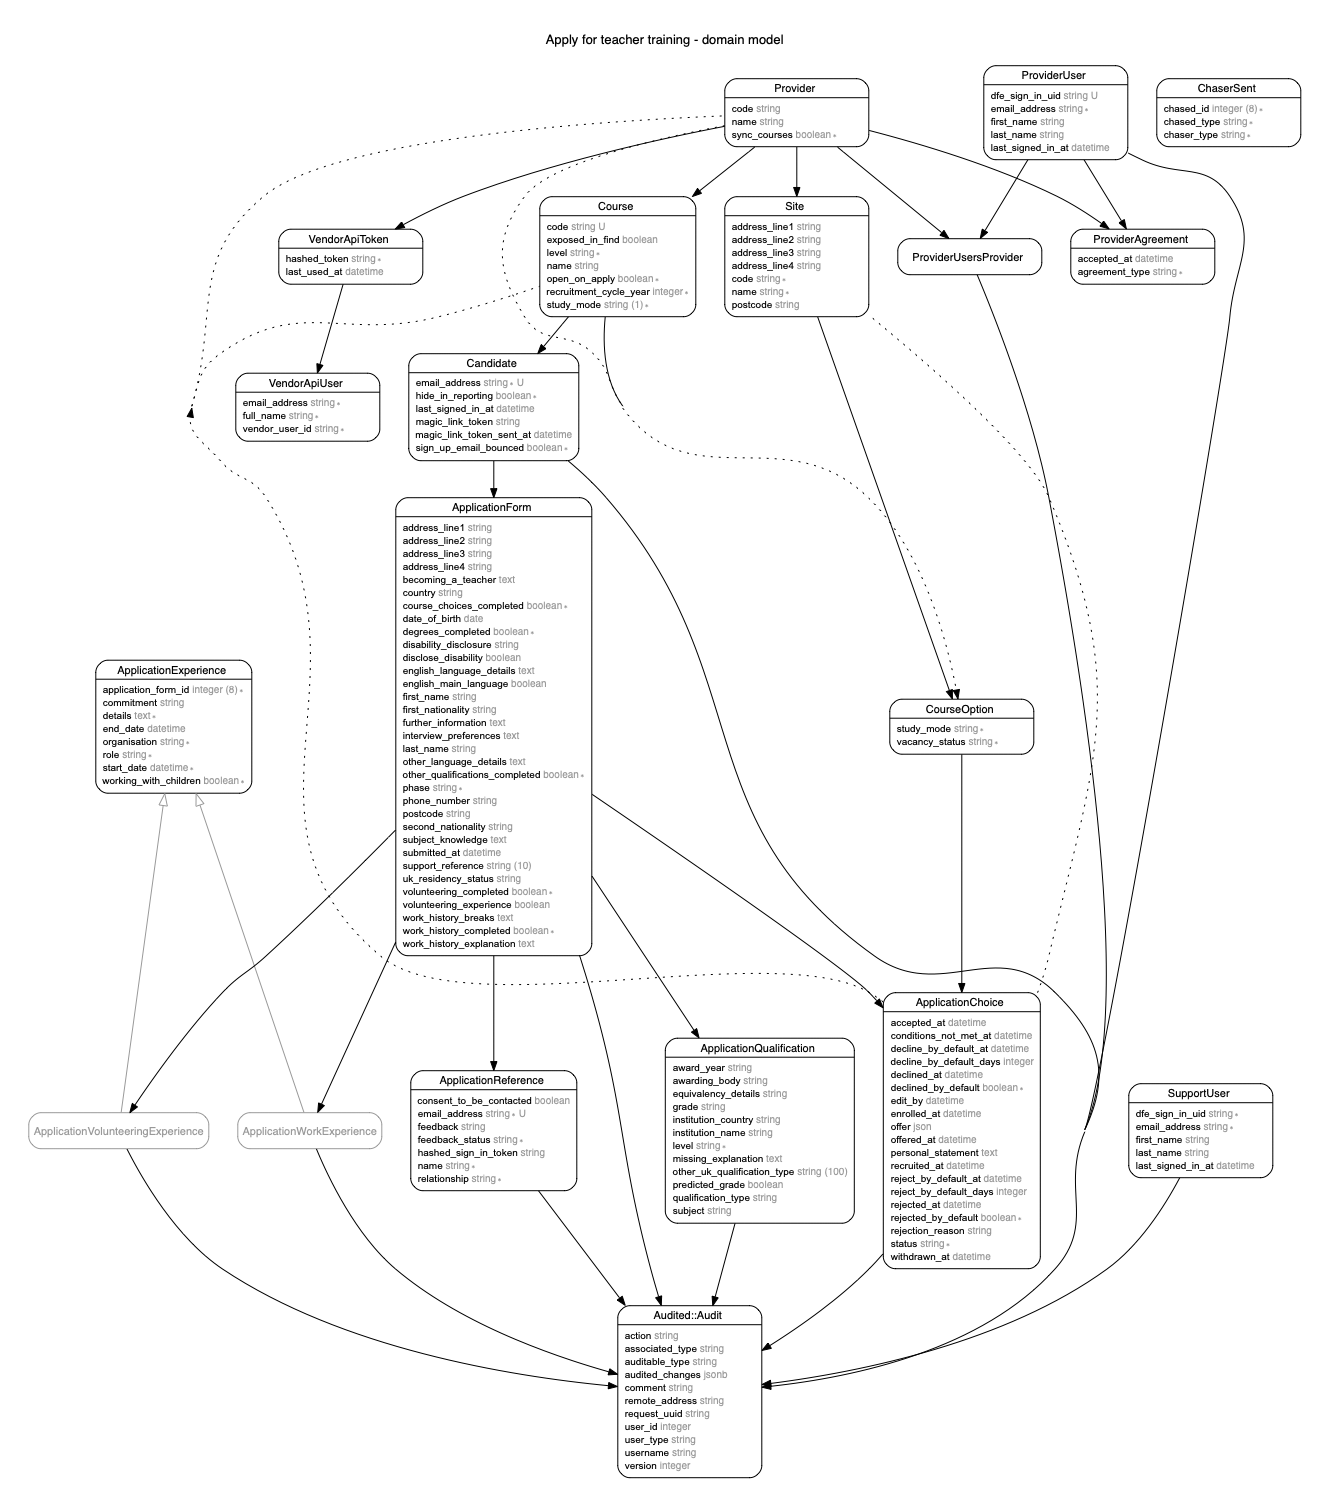 Apply for teacher training - domain model
Provider
code string
name string
sync_courses boolean ∗
ProviderUser
dfe_sign_in_uid string U
email_address string ∗
first_name string
last_name string
last_signed_in_at datetime
ChaserSent
chased_id integer (8) ∗
chased_type string ∗
chaser_type string ∗
VendorApiToken
hashed_token string ∗
last_used_at datetime
Course
code string U
exposed_in_find boolean
level string ∗
name string
open_on_apply boolean ∗
recruitment_cycle_year integer ∗
study_mode string (1) ∗
Site
address_line1 string
address_line2 string
address_line3 string
address_line4 string
code string ∗
name string ∗
postcode string
ProviderUsersProvider
ProviderAgreement
accepted_at datetime
agreement_type string ∗
VendorApiUser
email_address string ∗
full_name string ∗
vendor_user_id string ∗
Candidate
email_address string ∗ U
hide_in_reporting boolean ∗
last_signed_in_at datetime
magic_link_token string
magic_link_token_sent_at datetime
sign_up_email_bounced boolean ∗
ApplicationForm
address_line1 string
address_line2 string
address_line3 string
address_line4 string
becoming_a_teacher text
country string
course_choices_completed boolean ∗
date_of_birth date
degrees_completed boolean ∗
disability_disclosure string
disclose_disability boolean
english_language_details text
english_main_language boolean
first_name string
first_nationality string
further_information text
interview_preferences text
last_name string
other_language_details text
other_qualifications_completed boolean ∗
phase string ∗
phone_number string
postcode string
second_nationality string
subject_knowledge text
submitted_at datetime
support_reference string (10)
uk_residency_status string
volunteering_completed boolean ∗
volunteering_experience boolean
work_history_breaks text
work_history_completed boolean ∗
work_history_explanation text
ApplicationExperience
application_form_id integer (8) ∗
commitment string
details text ∗
end_date datetime
organisation string ∗
role string ∗
start_date datetime ∗
working_with_children boolean ∗
CourseOption
study_mode string ∗
vacancy_status string ∗
ApplicationVolunteeringExperience
ApplicationWorkExperience
ApplicationReference
consent_to_be_contacted boolean
email_address string ∗ U
feedback string
feedback_status string ∗
hashed_sign_in_token string
name string ∗
relationship string ∗
ApplicationQualification
award_year string
awarding_body string
equivalency_details string
grade string
institution_country string
institution_name string
level string ∗
missing_explanation text
other_uk_qualification_type string (100)
predicted_grade boolean
qualification_type string
subject string
ApplicationChoice
accepted_at datetime
conditions_not_met_at datetime
decline_by_default_at datetime
decline_by_default_days integer
declined_at datetime
declined_by_default boolean ∗
edit_by datetime
enrolled_at datetime
offer json
offered_at datetime
personal_statement text
recruited_at datetime
reject_by_default_at datetime
reject_by_default_days integer
rejected_at datetime
rejected_by_default boolean ∗
rejection_reason string
status string ∗
withdrawn_at datetime
SupportUser
dfe_sign_in_uid string ∗
email_address string ∗
first_name string
last_name string
last_signed_in_at datetime
Audited::Audit
action string
associated_type string
auditable_type string
audited_changes jsonb
comment string
remote_address string
request_uuid string
user_id integer
user_type string
username string
version integer